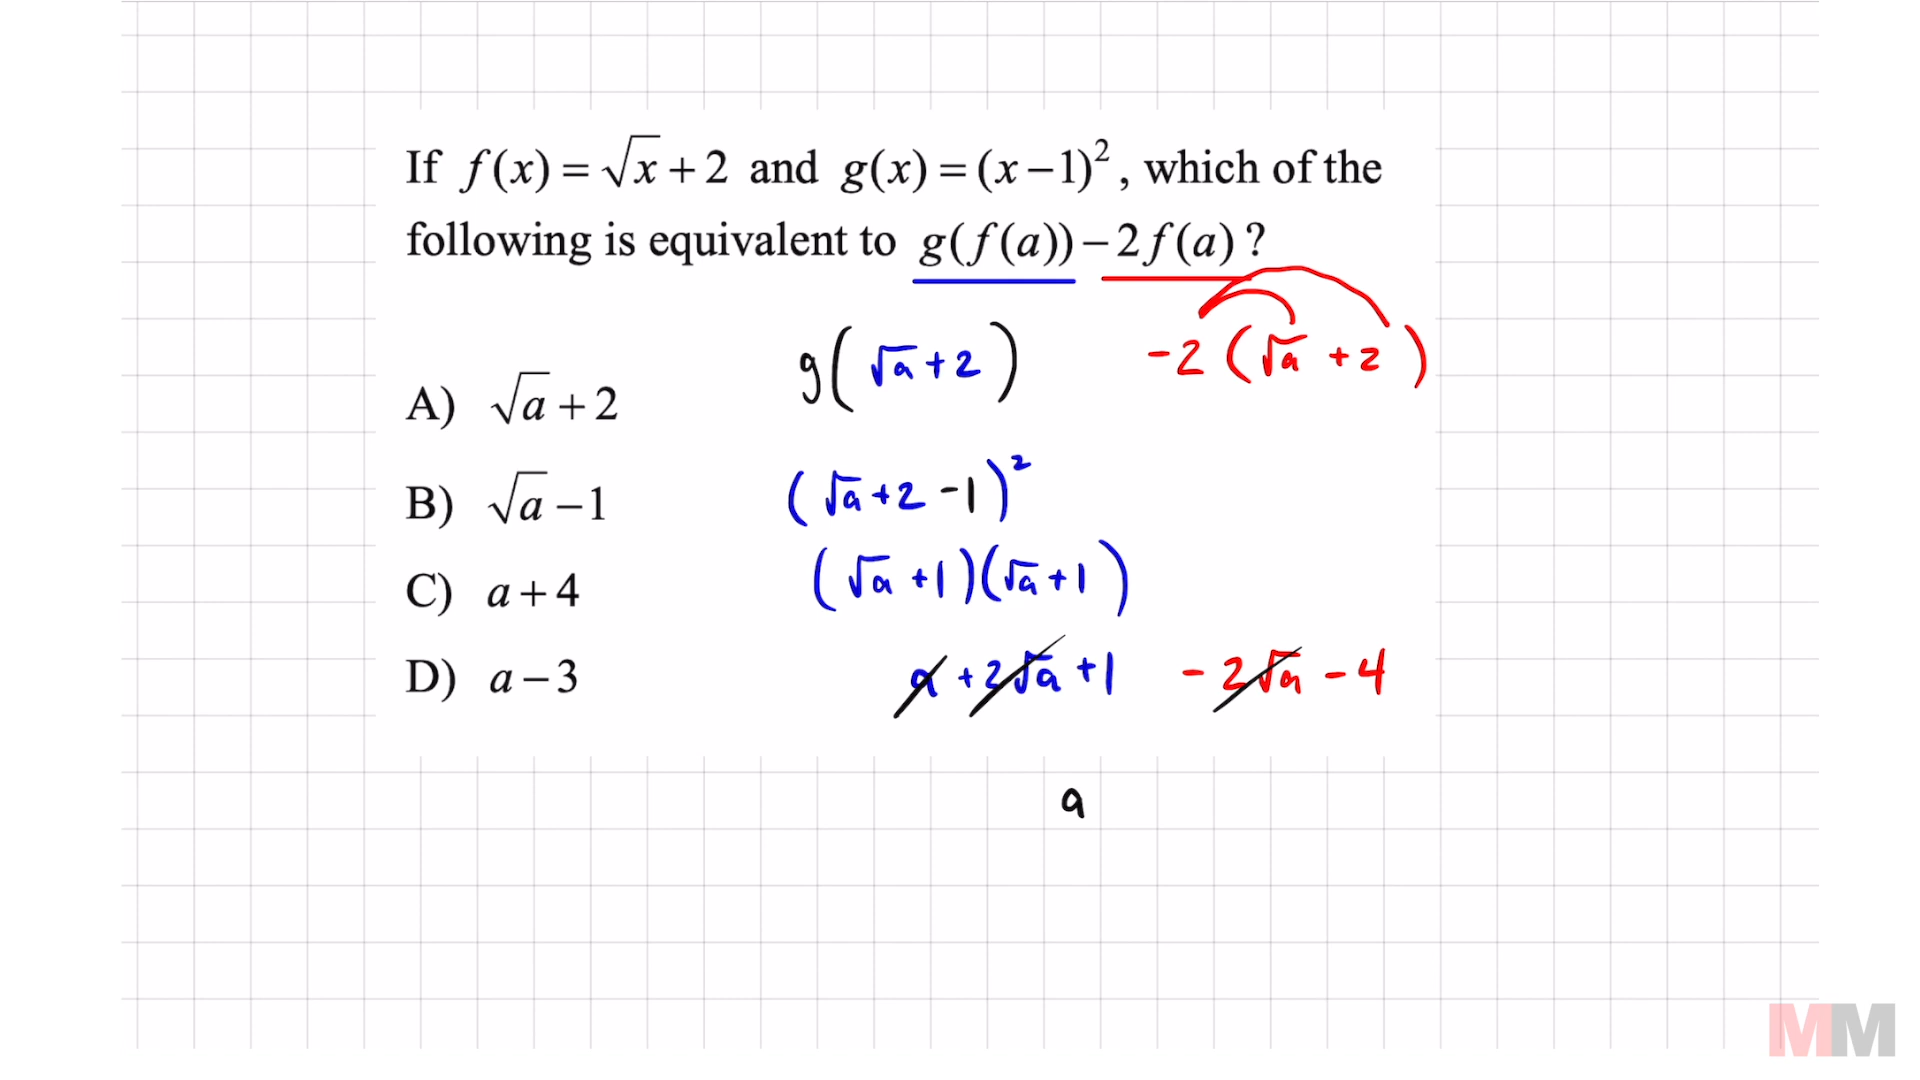 If f(x) = √x + 2 and g(x) = (x − 1)², which of the
following is equivalent to g(f(a)) − 2f(a)?
g(√a + 2)
-2(√a + 2)
A) √a + 2
B) √a − 1
C) a + 4
D) a − 3
(√a + 2 - 1)²
(√a + 1)(√a + 1)
a + 2√a + 1 - 2√a - 4
a
MM